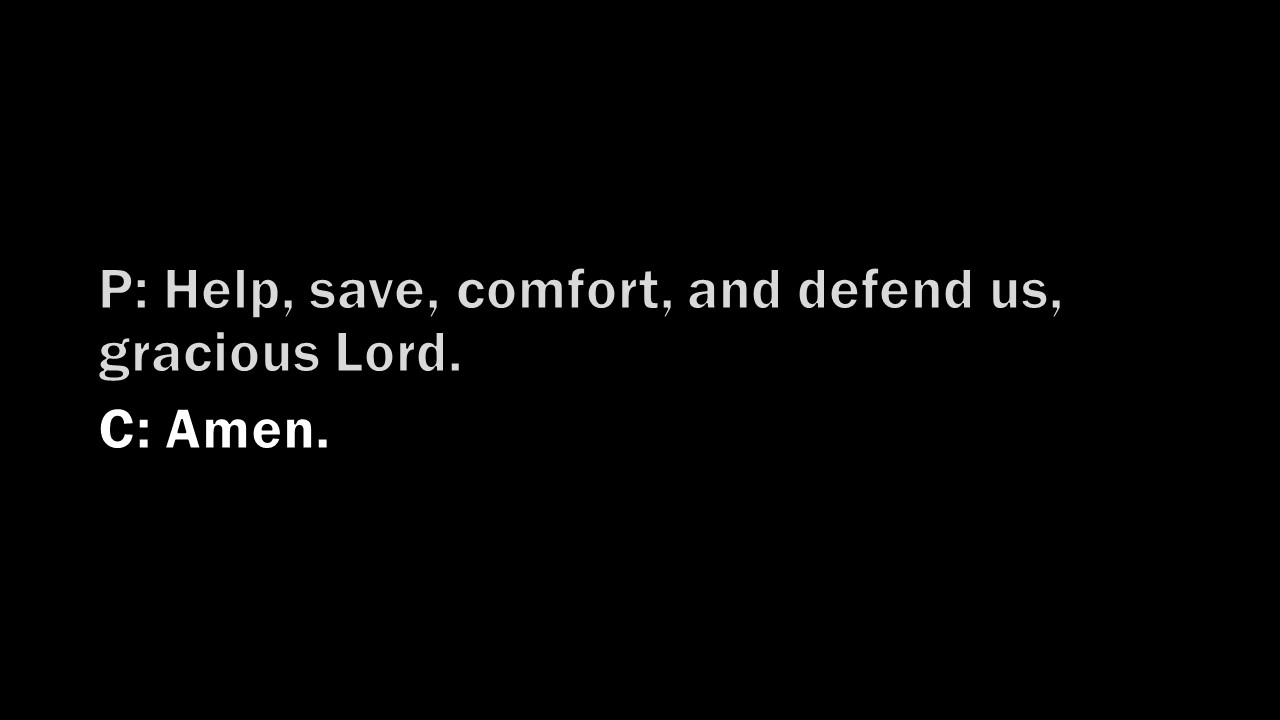 P: Help, save, comfort, and defend us,
gracious Lord.
C: Amen.